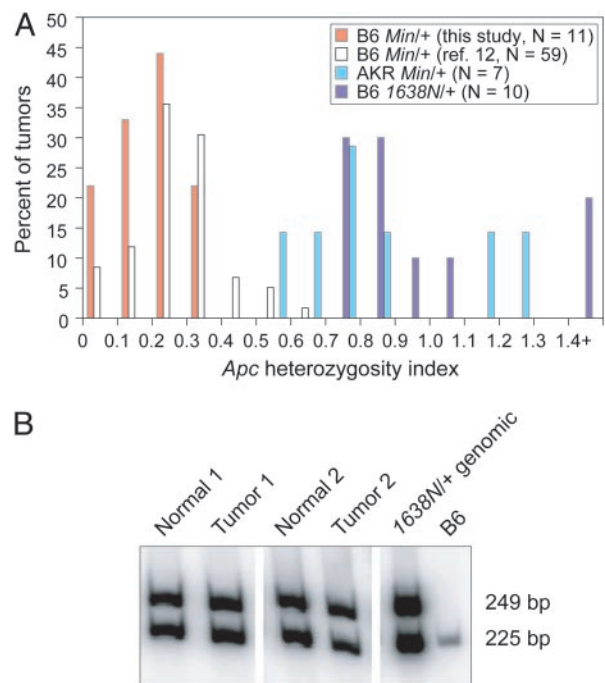 A
B6 Min/+ (this study, N = 11)
B6 Min/+ (ref. 12, N = 59)
AKR Min/+ (N = 7)
B6 1638N/+ (N = 10)
Percent of tumors
50
45
40
35
30
25
20
15
10
5
0
0 0.1 0.2 0.3 0.4 0.5 0.6 0.7 0.8 0.9 1.0 1.1 1.2 1.3 1.4+
Apc heterozygosity index
B
Normal 1 Tumor 1 Normal 2 Tumor 2 1638N/+ genomic B6
249 bp
225 bp